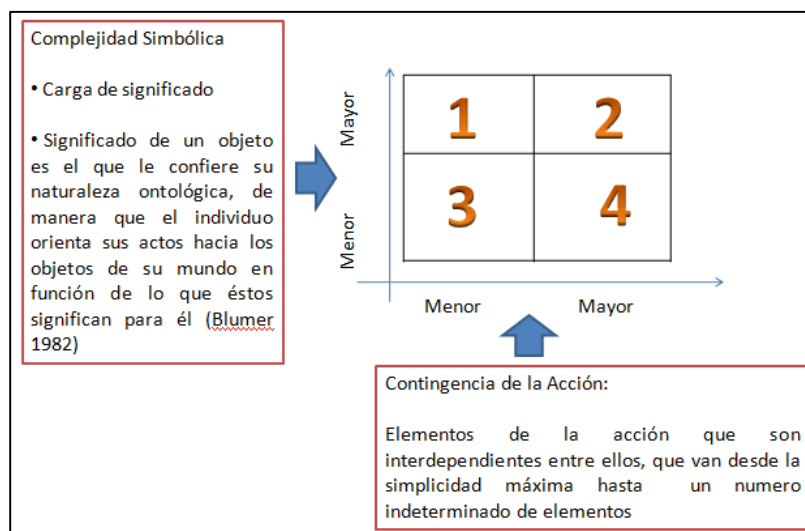 Complejidad Simbólica
• Carga de significado
• Significado de un objeto
es el que le confiere su
naturaleza ontológica, de
manera que el individuo
orienta sus actos hacia los
objetos de su mundo en
función de lo que éstos
significan para él (Blumer
1982)
Mayor
Menor
1
2
3
4
Menor
Mayor
Contingencia de la Acción:
Elementos de la acción que son
interdependientes entre ellos, que van desde la
simplicidad máxima hasta un numero
indeterminado de elementos